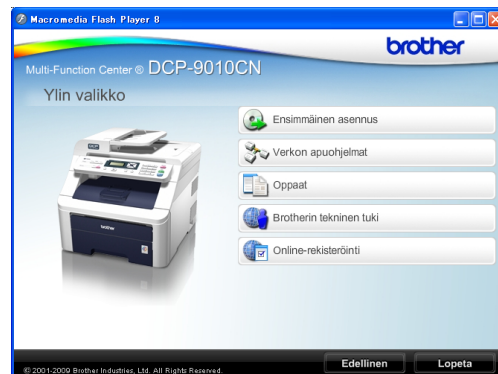 Macromedia Flash Player 8
brother
Multi-Function Center ® DCP-9010CN
Ylin valikko
Ensimmäinen asennus
Verkon apuohjelmat
Oppaat
Brotherin tekninen tuki
Online-rekisteröinti
Edellinen
Lopeta
© 2001-2009 Brother Industries, Ltd. All Rights Reserved.